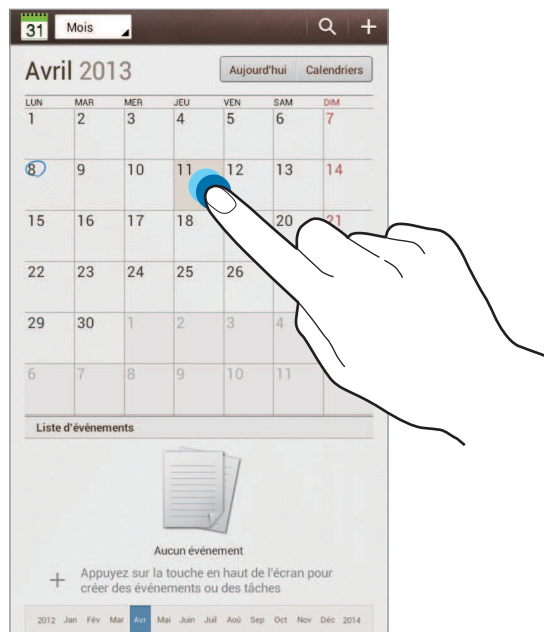 31 Mois
Avril 2013 Aujourd'hui Calendriers
LUN MAR MER JEU VEN SAM DIM
1 2 3 4 5 6 7
8 9 10 11 12 13 14
15 16 17 18 20 21
22 23 24 25 26
29 30 1 2 3 4
6 7 8 9 10 11
Liste d'événements
Aucun événement
Appuyez sur la touche en haut de l'écran pour
créer des événements ou des tâches
2012 Jan Fév Mar Avr Mai Juin Juil Aoû Sep Oct Nov Déc 2014